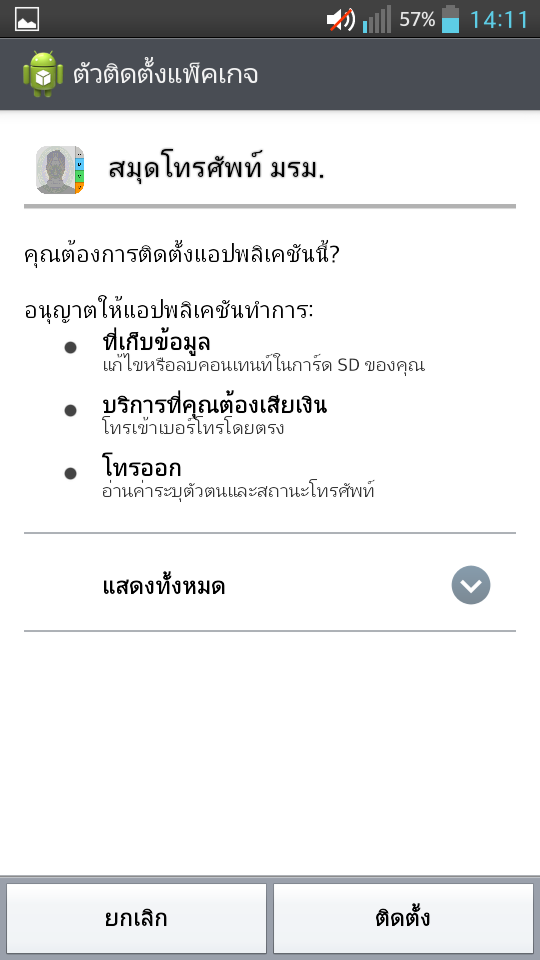 57% 14:11
ตัวติดตั้งแพ็คเกจ
สมุดโทรศัพท์ มรม.
คุณต้องการติดตั้งแอปพลิเคชันนี้?
อนุญาตให้แอปพลิเคชันทำการ:
ที่เก็บข้อมูล
แก้ไขหรือลบคอนเทนท์ในการ์ด SD ของคุณ
บริการที่คุณต้องเสียเงิน
โทรเข้าเบอร์โทรโดยตรง
โทรออก
อ่านค่าระบุตัวตนและสถานะโทรศัพท์
แสดงทั้งหมด
ยกเลิก ติดตั้ง